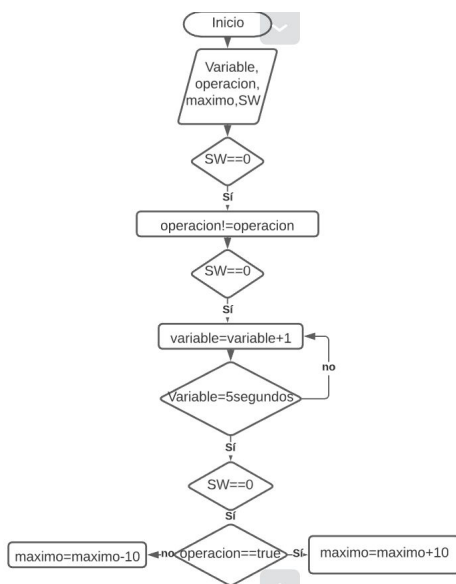 Inicio
Variable,
operacion,
maximo,SW
SW==0
Sí
operacion!=operacion
SW==0
Sí
variable=variable+1
no
Variable=5segundos
Sí
SW==0
Sí
maximo=maximo-10
no
operacion==true
Sí
maximo=maximo+10